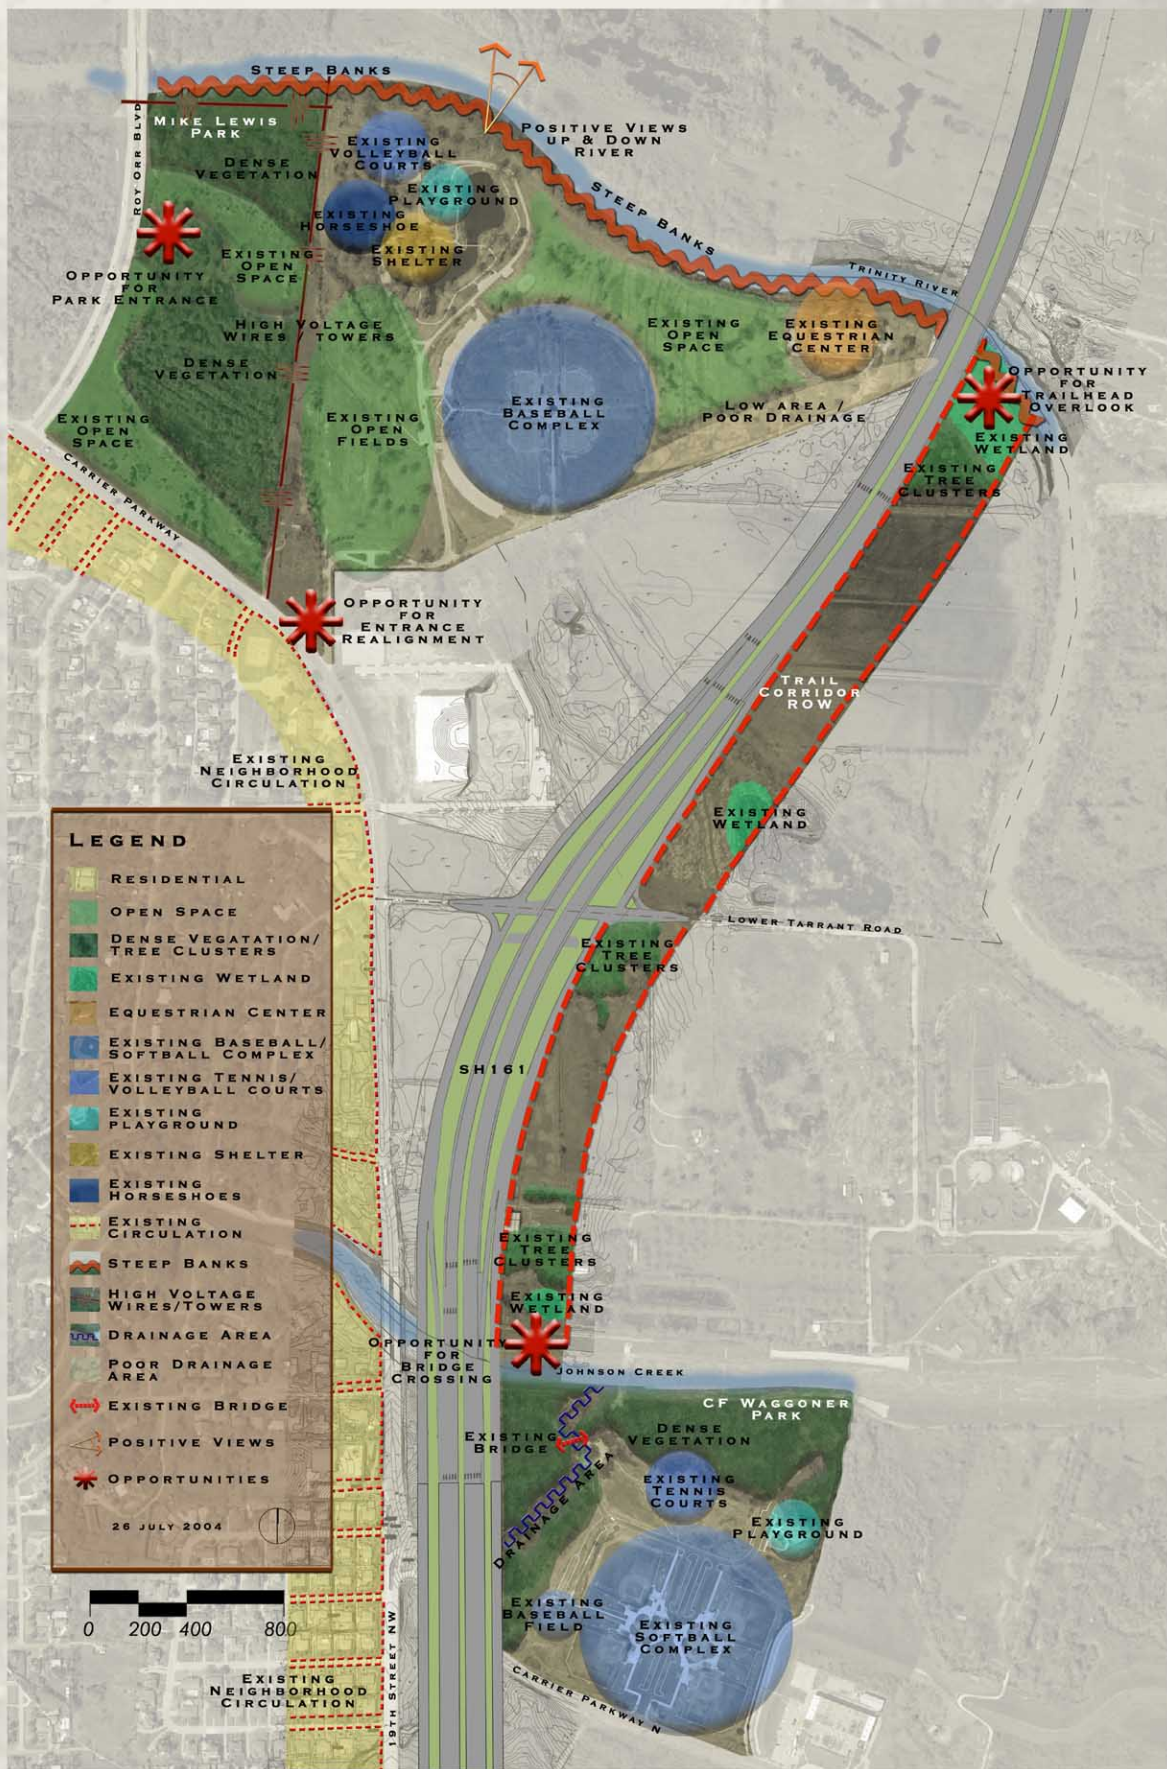 STEEP BANKS
MIKE LEWIS
PARK
ROY ORR BLVD
DENSE
VEGETATION
EXISTING
VOLLEYBALL
COURTS
EXISTING
PLAYGROUND
EXISTING
HORSESHOE
EXISTING
SHELTER
POSITIVE VIEWS
UP & DOWN
RIVER
STEEP BANKS
TRINITY RIVER
OPPORTUNITY
FOR
PARK ENTRANCE
EXISTING
OPEN
SPACE
HIGH VOLTAGE
WIRES / TOWERS
DENSE
VEGETATION
EXISTING
OPEN
SPACE
EXISTING
OPEN
FIELDS
EXISTING
BASEBALL
COMPLEX
EXISTING
OPEN
SPACE
EXISTING
EQUESTRIAN
CENTER
LOW AREA /
POOR DRAINAGE
OPPORTUNITY
FOR
TRAILHEAD
OVERLOOK
EXISTING
WETLAND
EXISTING
TREE
CLUSTERS
CARRIER PARKWAY
OPPORTUNITY
FOR
ENTRANCE
REALIGNMENT
TRAIL
CORRIDOR
ROW
EXISTING
NEIGHBORHOOD
CIRCULATION
EXISTING
WETLAND
LOWER TARRANT ROAD
EXISTING
TREE
CLUSTERS
SH161
EXISTING
TREE
CLUSTERS
EXISTING
WETLAND
OPPORTUNITY
FOR
BRIDGE
CROSSING
JOHNSON CREEK
CF WAGGONER
PARK
EXISTING
BRIDGE
DENSE
VEGETATION
DRAINAGE AREA
EXISTING
TENNIS
COURTS
EXISTING
PLAYGROUND
EXISTING
BASEBALL
FIELD
EXISTING
SOFTBALL
COMPLEX
CARRIER PARKWAY N
19TH STREET NW
EXISTING
NEIGHBORHOOD
CIRCULATION
LEGEND
RESIDENTIAL
OPEN SPACE
DENSE VEGATATION/
TREE CLUSTERS
EXISTING WETLAND
EQUESTRIAN CENTER
EXISTING BASEBALL/
SOFTBALL COMPLEX
EXISTING TENNIS/
VOLLEYBALL COURTS
EXISTING
PLAYGROUND
EXISTING SHELTER
EXISTING
HORSESHOES
EXISTING
CIRCULATION
STEEP BANKS
HIGH VOLTAGE
WIRES/TOWERS
DRAINAGE AREA
POOR DRAINAGE
AREA
EXISTING BRIDGE
POSITIVE VIEWS
OPPORTUNITIES
26 JULY 2004
0 200 400 800